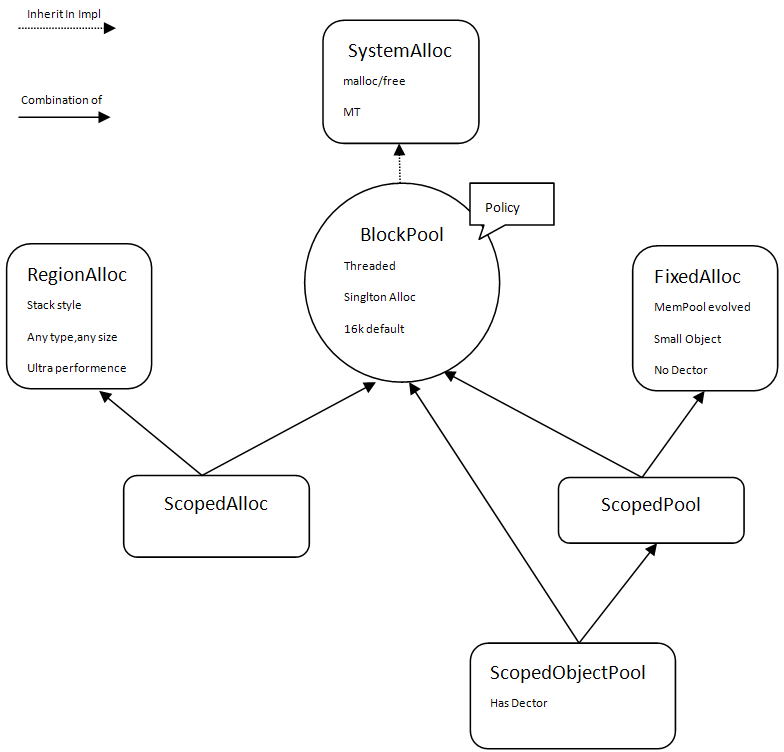 Inherit In Impl
Combination of
SystemAlloc
malloc/free
MT
Policy
BlockPool
Threaded
Singlton Alloc
16k default
RegionAlloc
Stack style
Any type,any size
Ultra performence
FixedAlloc
MemPool evolved
Small Object
No Dector
ScopedAlloc
ScopedPool
ScopedObjectPool
Has Dector